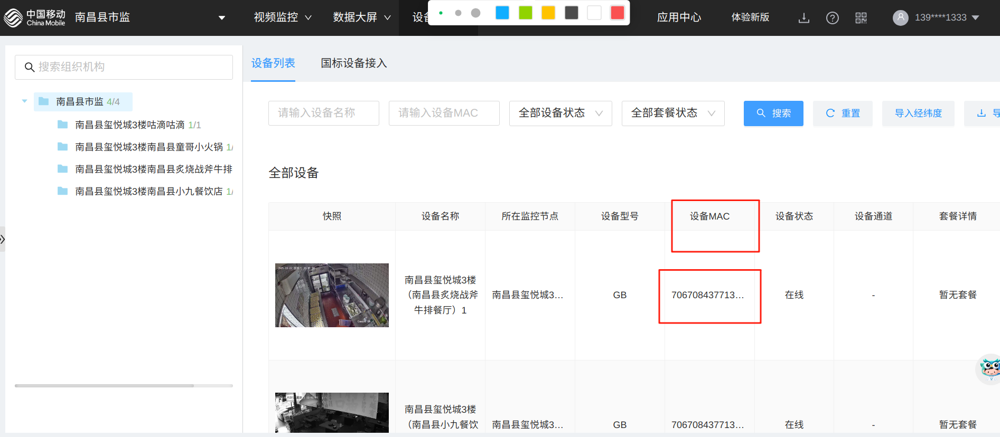 中国移动
China Mobile
南昌县市监
视频监控
数据大屏
设备
应用中心
体验新版
139****1333
搜索组织机构
南昌县市监 4/4
南昌县玺悦城3楼咕滴咕滴 1/1
南昌县玺悦城3楼南昌县童哥小火锅 1/
南昌县玺悦城3楼南昌县炙烧战斧牛排
南昌县玺悦城3楼南昌县小九餐饮店 1/
设备列表
国标设备接入
请输入设备名称
请输入设备MAC
全部设备状态
全部套餐状态
搜索
重置
导入经纬度
导
全部设备
快照
设备名称
所在监控节点
设备型号
设备MAC
设备状态
设备通道
套餐详情
南昌县玺悦城3楼
（南昌县炙烧战斧
牛排餐厅）1
南昌县玺悦城3...
GB
706708437713...
在线
-
暂无套餐
南昌县玺悦城3楼
（南昌县小九餐饮
南昌县玺悦城3...
GB
706708437713...
在线
-
暂无套餐